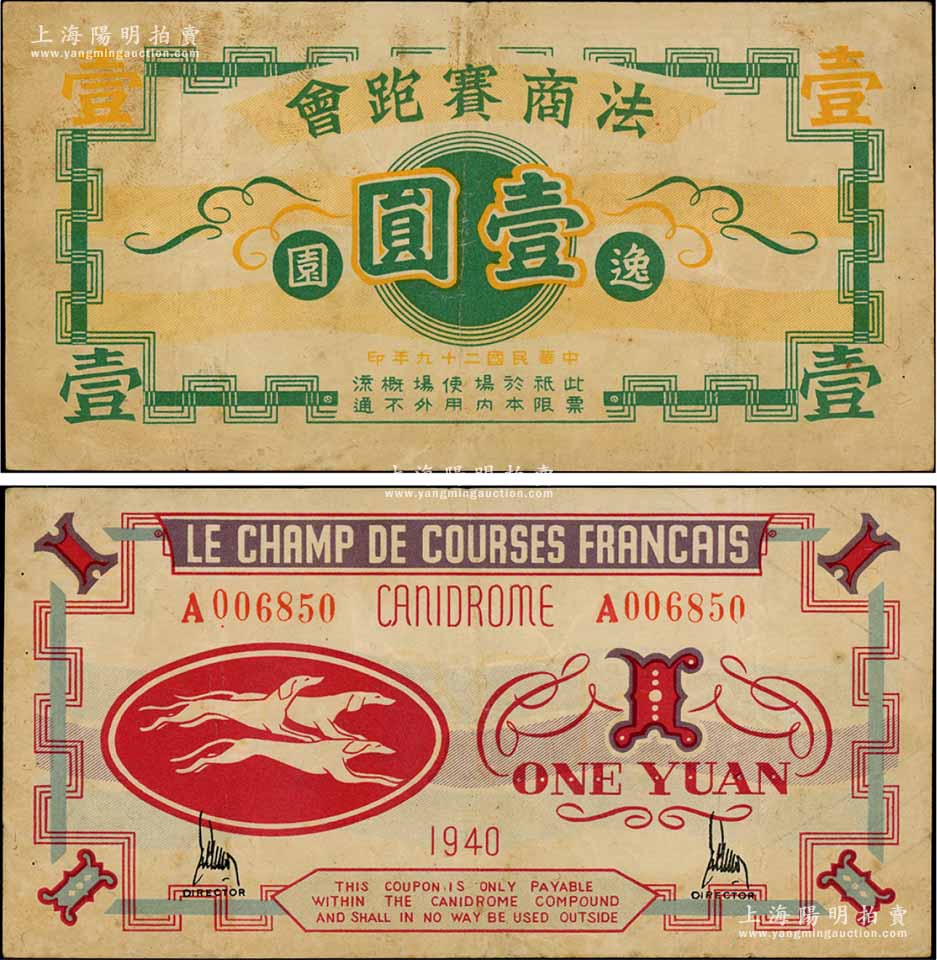 上海陽明拍賣
www.yangmingauction.com
壹 壹
法商賽跑會
壹圓
逸園
中華民國二十九年印
此票祇限於本場內使用場外概不流通
壹 壹
上海陽明拍賣
www.yangmingauction.com
I I
LE CHAMP DE COURSES FRANCAIS
A006850 CANIDROME A006850
I
ONE YUAN
1940
DIRECTOR DIRECTOR
THIS COUPON IS ONLY PAYABLE
WITHIN THE CANIDROME COMPOUND
AND SHALL IN NO WAY BE USED OUTSIDE
I I
上海陽明拍賣
www.yangmingauction.com